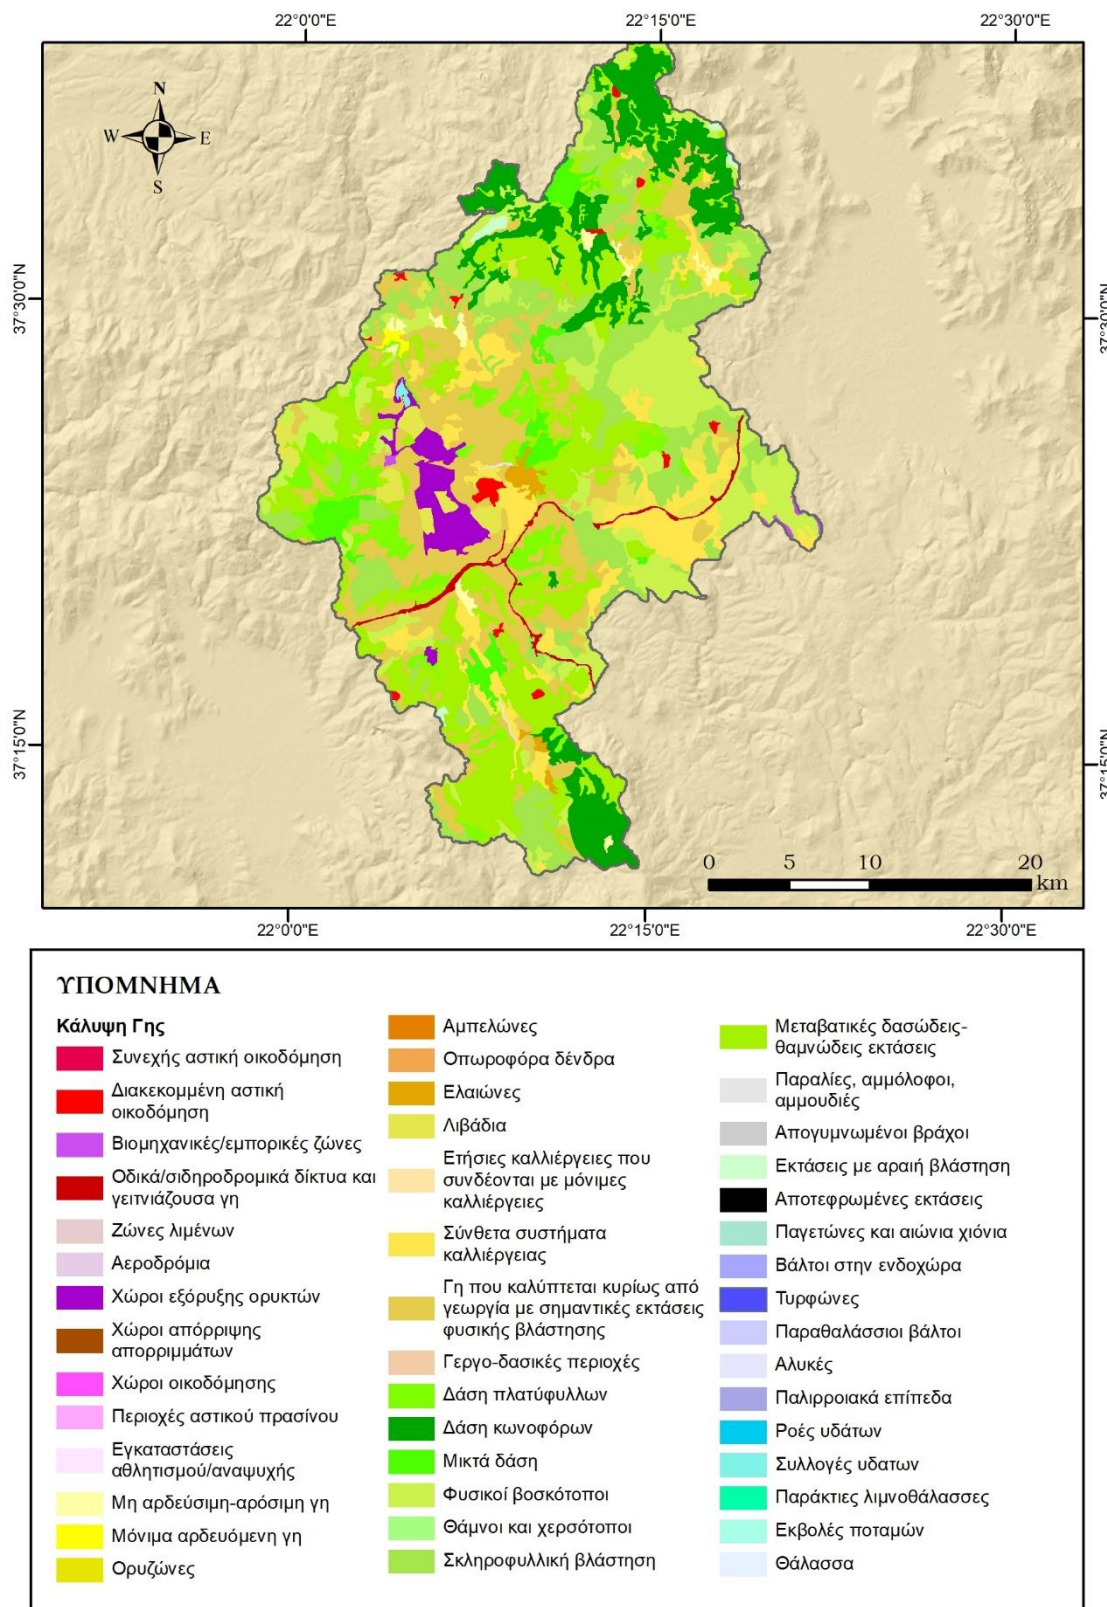 22°0'0"E
22°15'0"E
22°30'0"E
N
W
E
S
37°30'0"N
37°30'0"N
37°15'0"N
37°15'0"N
0
5
10
20
km
22°0'0"E
22°15'0"E
22°30'0"E
ΥΠΟΜΝΗΜΑ
Κάλυψη Γης
Συνεχής αστική οικοδόμηση
Διακεκομμένη αστική
οικοδόμηση
Βιομηχανικές/εμπορικές ζώνες
Οδικά/σιδηροδρομικά δίκτυα και
γειτνιάζουσα γη
Ζώνες λιμένων
Αεροδρόμια
Χώροι εξόρυξης ορυκτών
Χώροι απόρριψης
απορριμμάτων
Χώροι οικοδόμησης
Περιοχές αστικού πρασίνου
Εγκαταστάσεις
αθλητισμού/αναψυχής
Μη αρδεύσιμη-αρόσιμη γη
Μόνιμα αρδευόμενη γη
Ορυζώνες
Αμπελώνες
Οπωροφόρα δένδρα
Ελαιώνες
Λιβάδια
Ετήσιες καλλιέργειες που
συνδέονται με μόνιμες
καλλιέργειες
Σύνθετα συστήματα
καλλιέργειας
Γη που καλύπτεται κυρίως από
γεωργία με σημαντικές εκτάσεις
φυσικής βλάστησης
Γεργο-δασικές περιοχές
Δάση πλατύφυλλων
Δάση κωνοφόρων
Μικτά δάση
Φυσικοί βοσκότοποι
Θάμνοι και χερσότοποι
Σκληροφυλλική βλάστηση
Μεταβατικές δασώδεις-
θαμνώδεις εκτάσεις
Παραλίες, αμμόλοφοι,
αμμουδιές
Απογυμνωμένοι βράχοι
Εκτάσεις με αραιή βλάστηση
Αποτεφρωμένες εκτάσεις
Παγετώνες και αιώνια χιόνια
Βάλτοι στην ενδοχώρα
Τυρφώνες
Παραθαλάσσιοι βάλτοι
Αλυκές
Παλιρροιακά επίπεδα
Ροές υδάτων
Συλλογές υδατων
Παράκτιες λιμνοθάλασσες
Εκβολές ποταμών
Θάλασσα